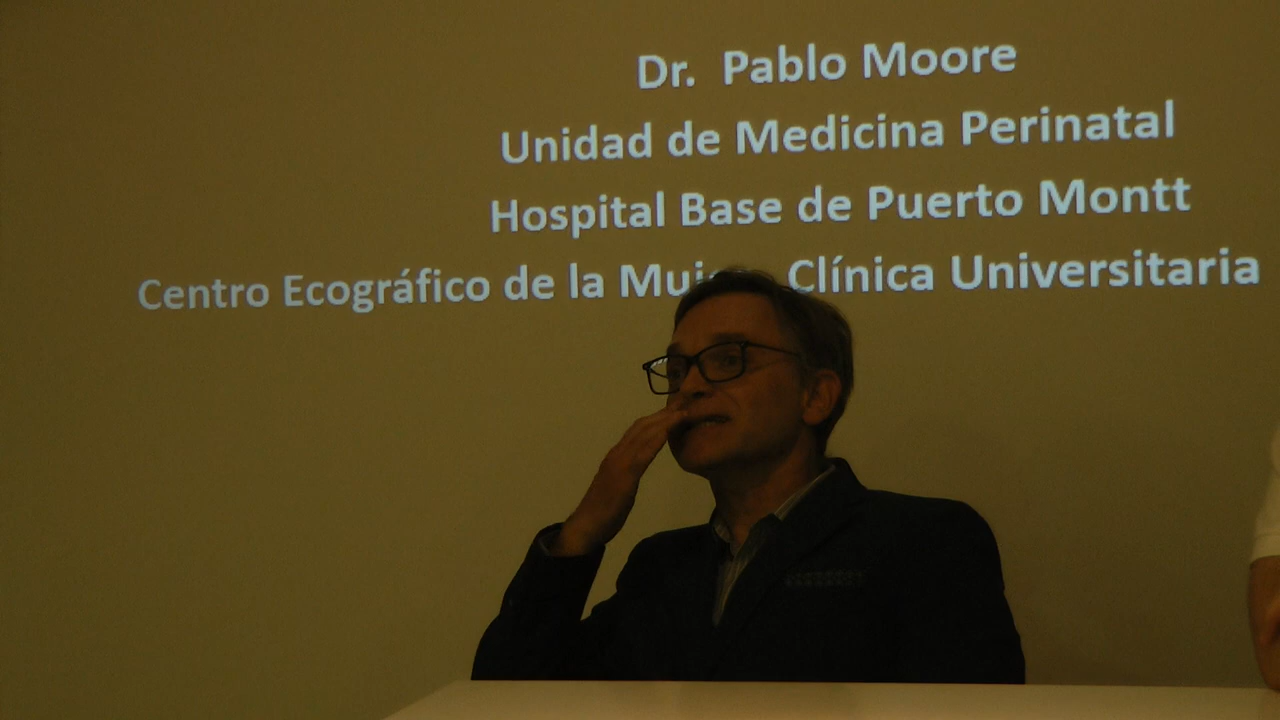 Dr. Pablo Moore
Unidad de Medicina Perinatal
Hospital Base de Puerto Montt
Centro Ecográfico de la Clínica Universitaria